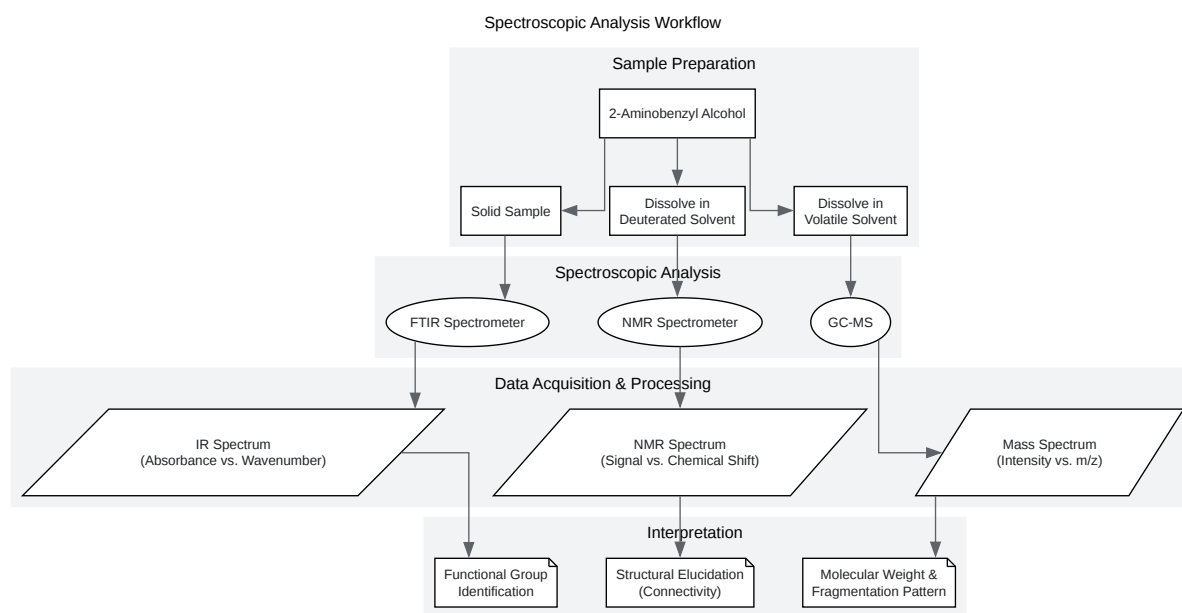 Spectroscopic Analysis Workflow
Sample Preparation
2-Aminobenzyl Alcohol
Solid Sample
Dissolve in
Deuterated Solvent
Dissolve in
Volatile Solvent
Spectroscopic Analysis
FTIR Spectrometer
NMR Spectrometer
GC-MS
Data Acquisition & Processing
IR Spectrum
(Absorbance vs. Wavenumber)
NMR Spectrum
(Signal vs. Chemical Shift)
Mass Spectrum
(Intensity vs. m/z)
Interpretation
Functional Group
Identification
Structural Elucidation
(Connectivity)
Molecular Weight &
Fragmentation Pattern